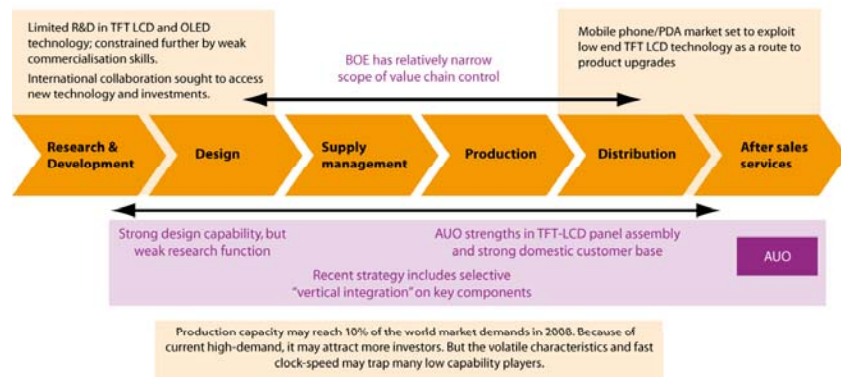 Limited R&D in TFT LCD and OLED
technology; constrained further by weak
commercialisation skills.
International collaboration sought to access
new technology and investments.
BOE has relatively narrow
scope of value chain control
Mobile phone/PDA market set to exploit
low end TFT LCD technology as a route to
product upgrades
Research &
Development
Design
Supply
management
Production
Distribution
After sales
services
Strong design capability, but
weak research function
AUO strengths in TFT-LCD panel assembly
and strong domestic customer base
AUO
Recent strategy includes selective
"vertical integration" on key components
Production capacity may reach 10% of the world market demands in 2008. Because of
current high-demand, it may attract more investors. But the volatile characteristics and fast
clock-speed may trap many low capability players.